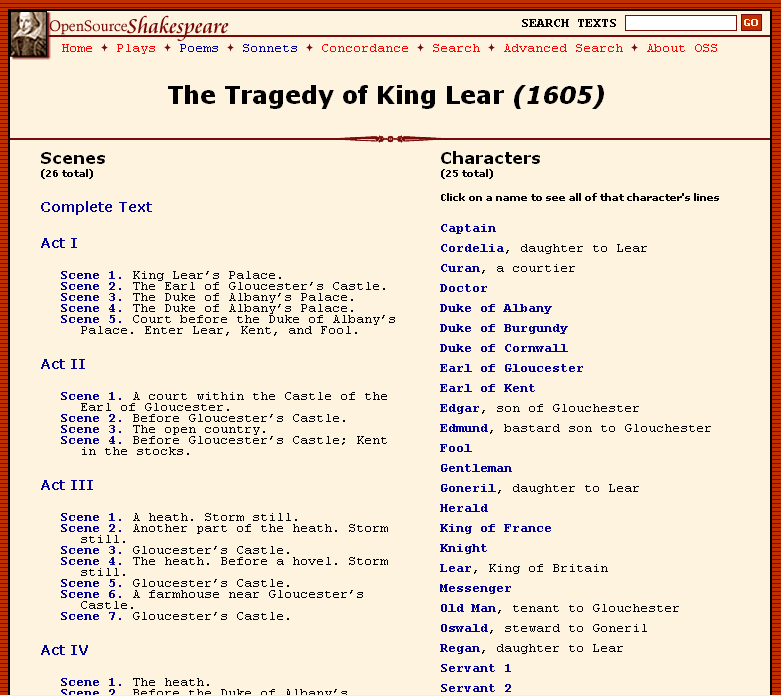 OpenSourceShakespeare SEARCH TEXTS GO
Home ✦ Plays ✦ Poems ✦ Sonnets ✦ Concordance ✦ Search ✦ Advanced Search ✦ About OSS
The Tragedy of King Lear (1605)
Scenes
(26 total)
Complete Text
Act I
Scene 1. King Lear's Palace.
Scene 2. The Earl of Gloucester's Castle.
Scene 3. The Duke of Albany's Palace.
Scene 4. The Duke of Albany's Palace.
Scene 5. Court before the Duke of Albany's
Palace. Enter Lear, Kent, and Fool.
Act II
Scene 1. A court within the Castle of the
Earl of Gloucester.
Scene 2. Before Gloucester's Castle.
Scene 3. The open country.
Scene 4. Before Gloucester's Castle; Kent
in the stocks.
Act III
Scene 1. A heath. Storm still.
Scene 2. Another part of the heath. Storm
still.
Scene 3. Gloucester's Castle.
Scene 4. The heath. Before a hovel. Storm
still.
Scene 5. Gloucester's Castle.
Scene 6. A farmhouse near Gloucester's
Castle.
Scene 7. Gloucester's Castle.
Act IV
Scene 1. The heath.
Scene 2. Before the Duke of Albany's
Characters
(25 total)
Click on a name to see all of that character's lines
Captain
Cordelia, daughter to Lear
Curan, a courtier
Doctor
Duke of Albany
Duke of Burgundy
Duke of Cornwall
Earl of Gloucester
Earl of Kent
Edgar, son of Glouchester
Edmund, bastard son to Glouchester
Fool
Gentleman
Goneril, daughter to Lear
Herald
King of France
Knight
Lear, King of Britain
Messenger
Old Man, tenant to Glouchester
Oswald, steward to Goneril
Regan, daughter to Lear
Servant 1
Servant 2